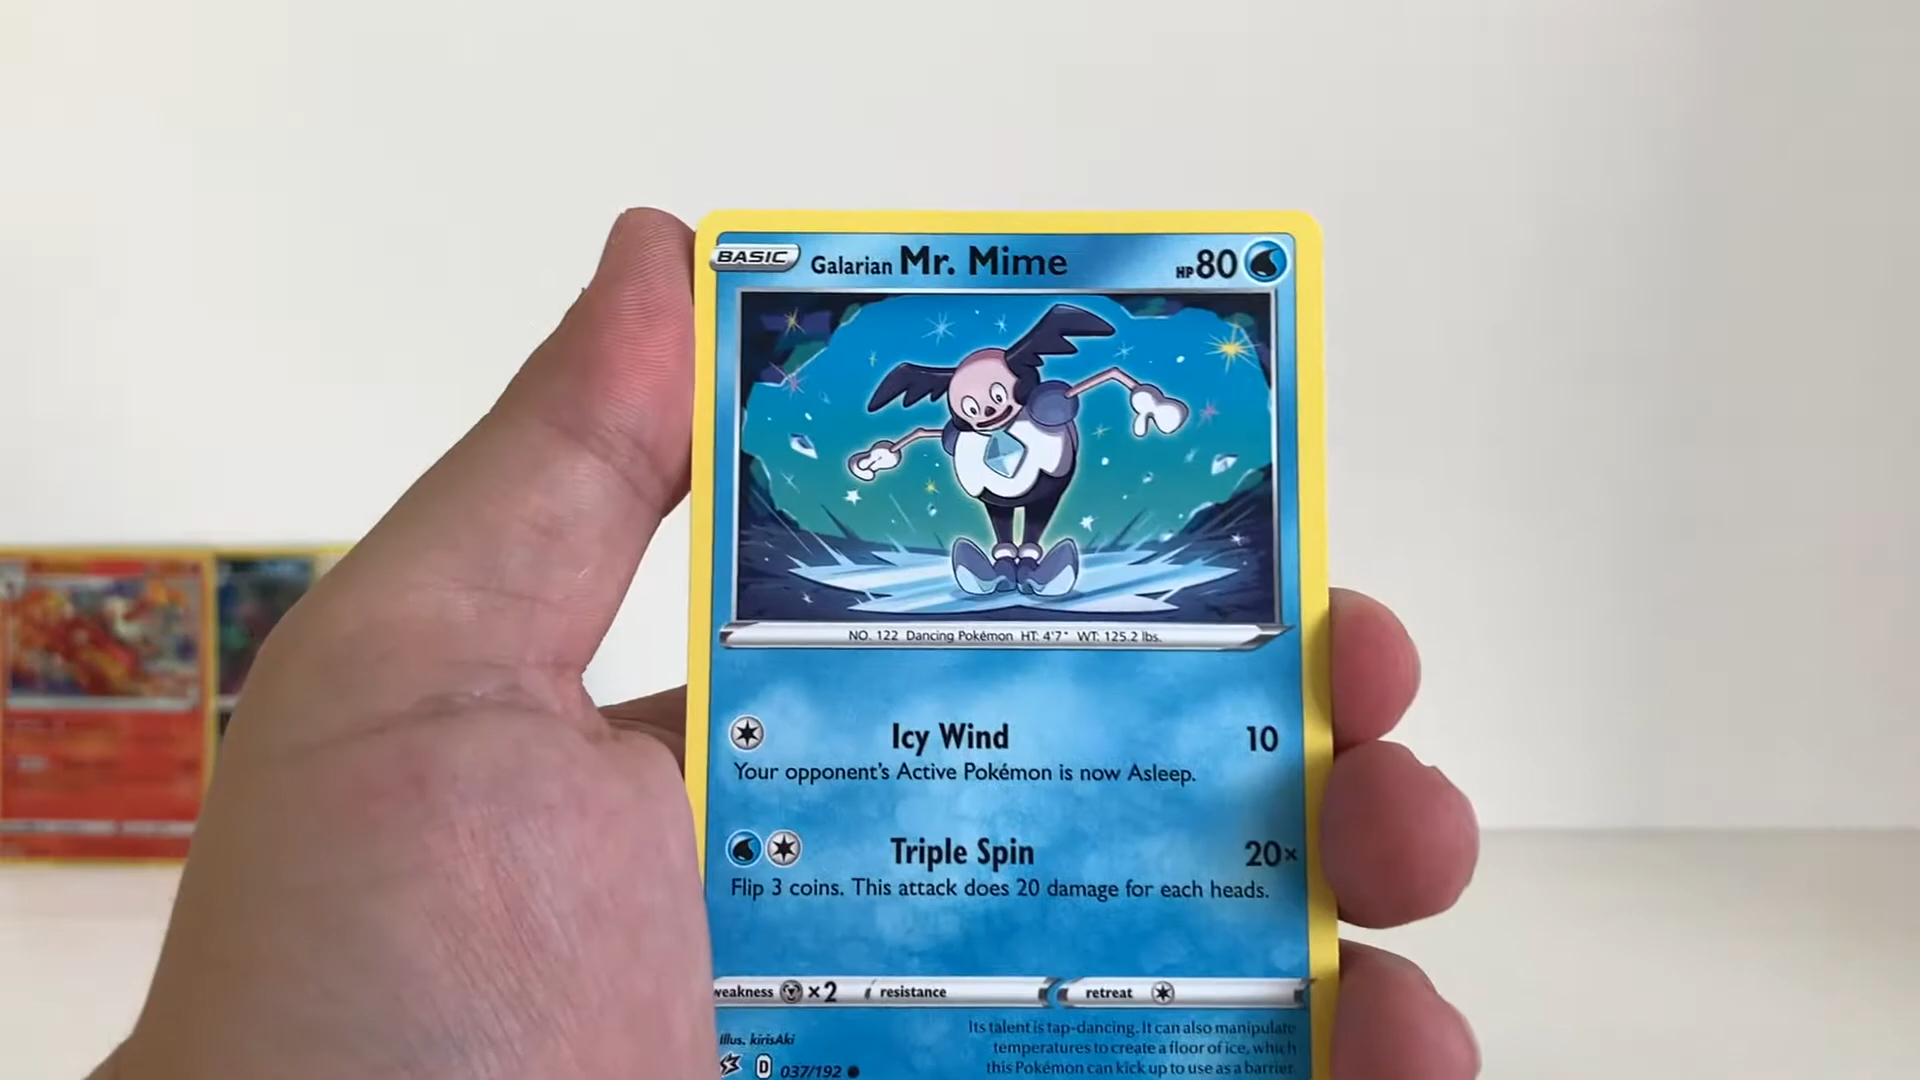 BASIC Galarian Mr. Mime HP 80
NO. 122 Dancing Pokémon HT: 4'7" WT: 125.2 lbs.
Icy Wind 10
Your opponent's Active Pokémon is now Asleep.
Triple Spin 20×
Flip 3 coins. This attack does 20 damage for each heads.
weakness ×2 resistance retreat
Illus. kirisAki
Its talent is tap-dancing. It can also manipulate
temperatures to create a floor of ice, which
this Pokémon can kick up to use as a barrier.
D 037/192